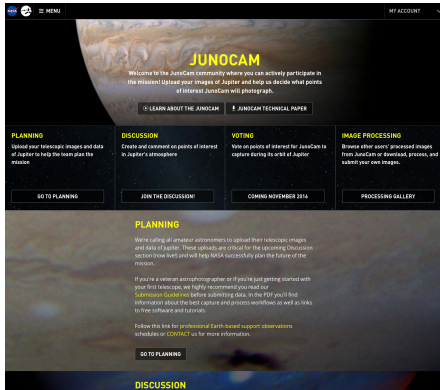 NASA
≡ MENU
MY ACCOUNT
JUNOCAM
Welcome to the JunoCam community where you can actively participate in
the mission! Upload your images of Jupiter and help us decide what points
of interest JunoCam will photograph.
LEARN ABOUT THE JUNOCAM
JUNOCAM TECHNICAL PAPER
PLANNING
Upload your telescopic images and data
of Jupiter to help the team plan the
mission
GO TO PLANNING
DISCUSSION
Create and comment on points of interest
in Jupiter's atmosphere
JOIN THE DISCUSSION!
VOTING
Vote on points of interest for JunoCam to
capture during its orbit of Jupiter
COMING NOVEMBER 2016
IMAGE PROCESSING
Browse other users' processed images
from JunoCam or download, process, and
submit your own images.
PROCESSING GALLERY
PLANNING
We're calling all amateur astronomers to upload their telescopic images
and data of Jupiter. These uploads are critical for the upcoming Discussion
section (now live!) and will help NASA successfully plan the future of the
mission.
If you're a veteran astrophotographer or if you're just getting started with
your first telescope, we highly recommend you read our
Submission Guidelines before submitting data. In the PDF you'll find
information about the best capture and process workflows as well as links
to free software and tutorials.
Follow this link for professional Earth-based support observations
schedules or CONTACT us for more information.
GO TO PLANNING
DISCUSSION